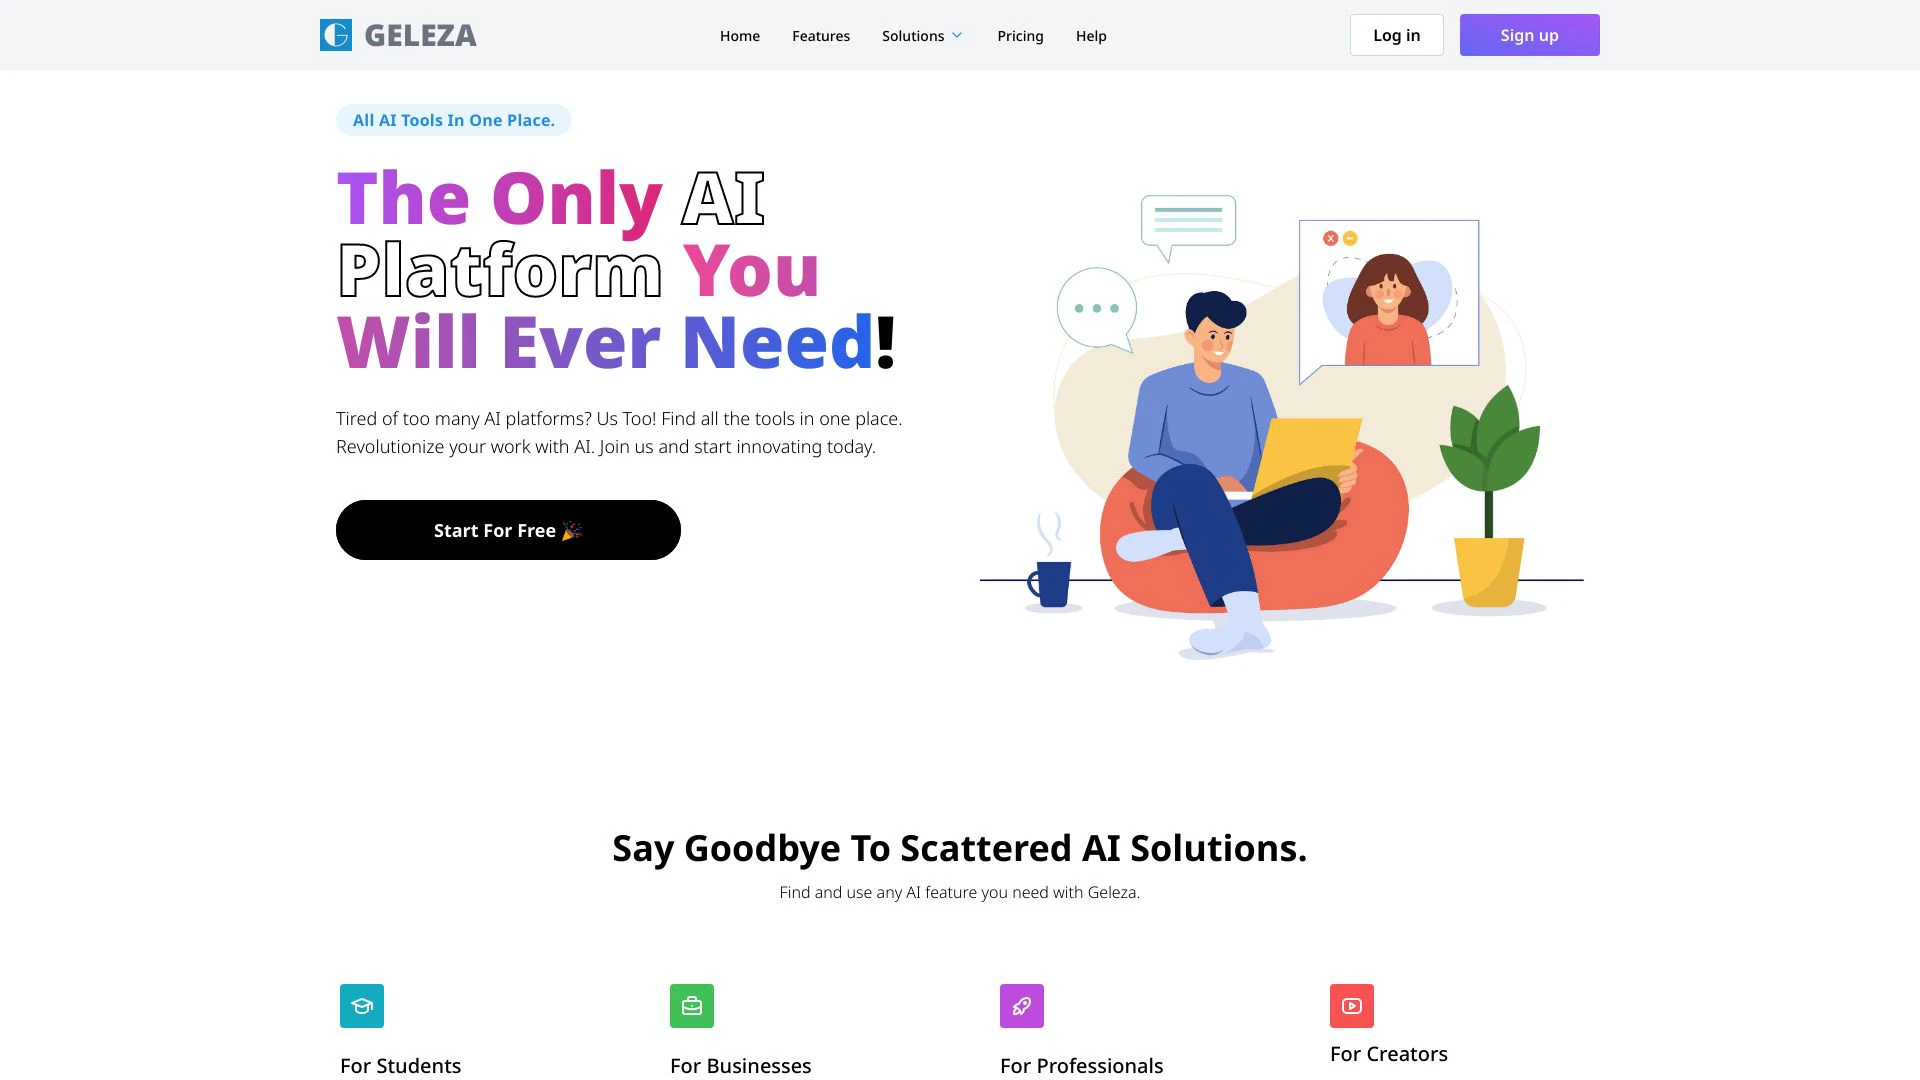 GELEZA
Home
Features
Solutions
Pricing
Help
Log in
Sign up
All AI Tools In One Place.
The Only AI
Platform You
Will Ever Need!
Tired of too many AI platforms? Us Too! Find all the tools in one place.
Revolutionize your work with AI. Join us and start innovating today.
Start For Free 🎉
Say Goodbye To Scattered AI Solutions.
Find and use any AI feature you need with Geleza.
For Students
For Businesses
For Professionals
For Creators